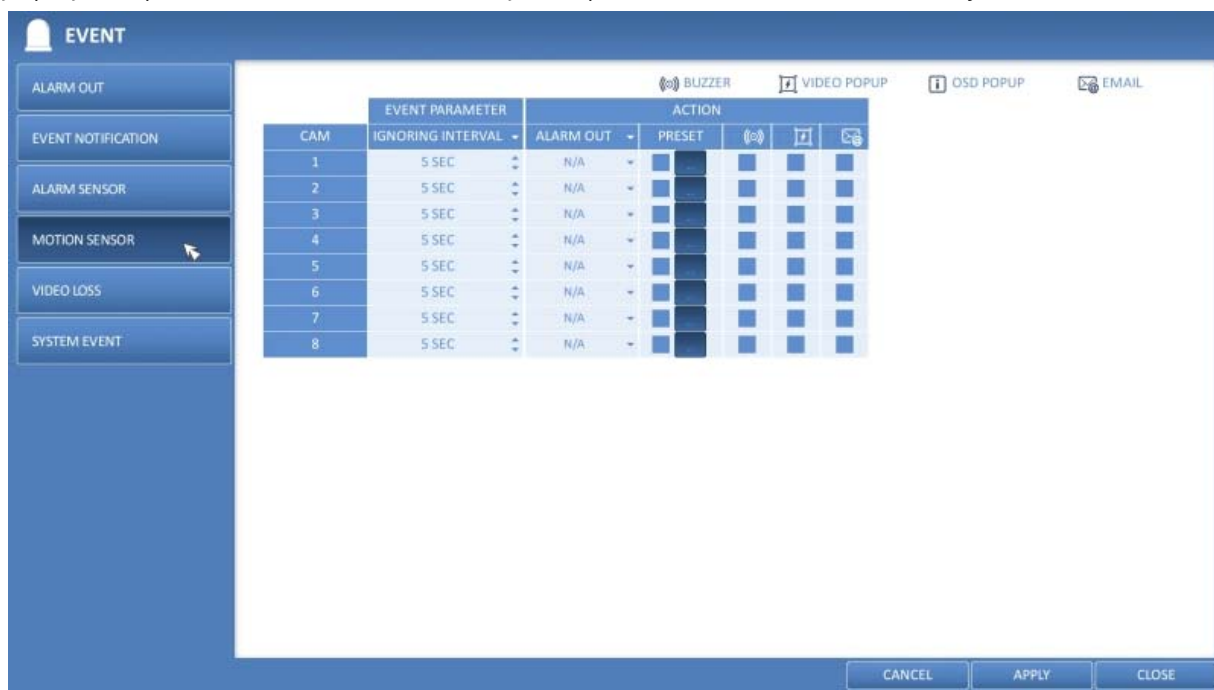 EVENT
ALARM OUT
EVENT NOTIFICATION
ALARM SENSOR
MOTION SENSOR
VIDEO LOSS
SYSTEM EVENT
BUZZER VIDEO POPUP OSD POPUP EMAIL
EVENT PARAMETER ACTION
CAM IGNORING INTERVAL ALARM OUT PRESET
1 5 SEC N/A ...
2 5 SEC N/A ...
3 5 SEC N/A ...
4 5 SEC N/A ...
5 5 SEC N/A ...
6 5 SEC N/A ...
7 5 SEC N/A ...
8 5 SEC N/A ...
CANCEL APPLY CLOSE